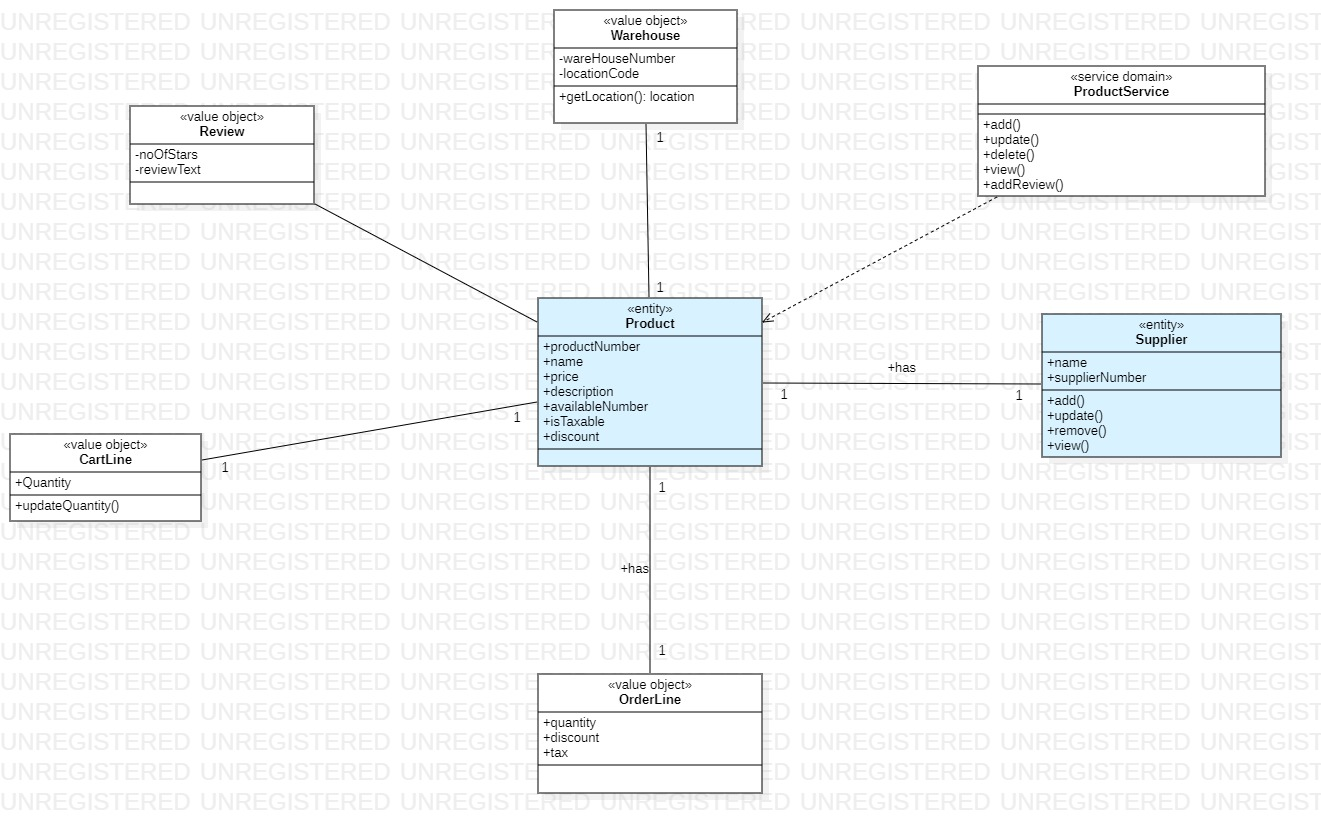 «value object»
Warehouse
-wareHouseNumber
-locationCode
+getLocation(): location
«service domain»
ProductService
+add()
+update()
+delete()
+view()
+addReview()
«value object»
Review
-noOfStars
-reviewText
1
1
«entity»
Product
+productNumber
+name
+price
+description
+availableNumber
+isTaxable
+discount
«entity»
Supplier
+name
+supplierNumber
+add()
+update()
+remove()
+view()
+has
1
1
1
1
«value object»
CartLine
+Quantity
+updateQuantity()
1
+has
1
«value object»
OrderLine
+quantity
+discount
+tax
UNREGISTERED